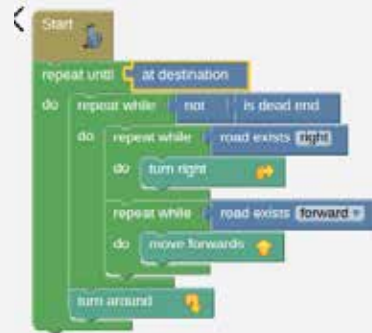 Start
repeat until at destination
do repeat while not is dead end
do repeat while road exists right
do turn right
repeat while road exists forward
do move forwards
turn around